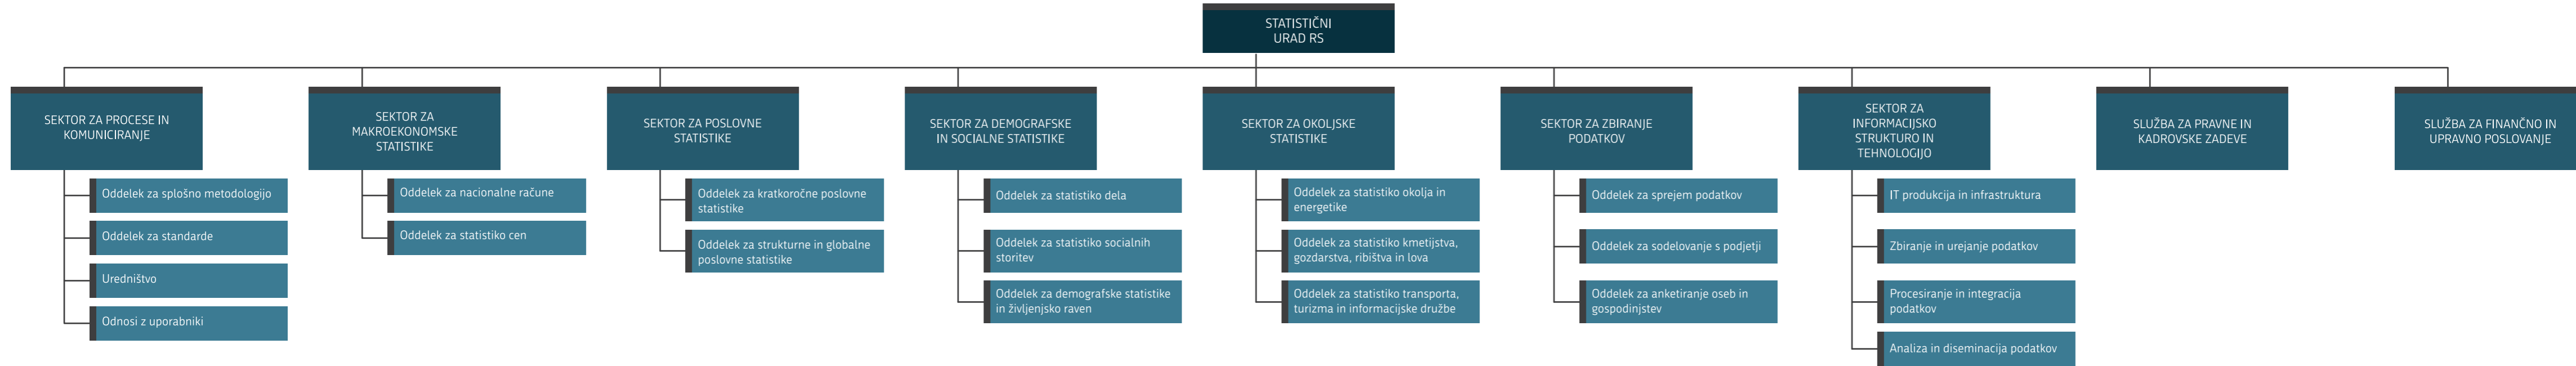 STATISTIČNI
URAD RS
SEKTOR ZA PROCESE IN
KOMUNICIRANJE
Oddelek za splošno metodologijo
Oddelek za standarde
Uredništvo
Odnosi z uporabniki
SEKTOR ZA
MAKROEKONOMSKE
STATISTIKE
Oddelek za nacionalne račune
Oddelek za statistiko cen
SEKTOR ZA POSLOVNE
STATISTIKE
Oddelek za kratkoročne poslovne
statistike
Oddelek za strukturne in globalne
poslovne statistike
SEKTOR ZA DEMOGRAFSKE
IN SOCIALNE STATISTIKE
Oddelek za statistiko dela
Oddelek za statistiko socialnih
storitev
Oddelek za demografske statistike
in življenjsko raven
SEKTOR ZA OKOLJSKE
STATISTIKE
Oddelek za statistiko okolja in
energetike
Oddelek za statistiko kmetijstva,
gozdarstva, ribištva in lova
Oddelek za statistiko transporta,
turizma in informacijske družbe
SEKTOR ZA ZBIRANJE
PODATKOV
Oddelek za sprejem podatkov
Oddelek za sodelovanje s podjetji
Oddelek za anketiranje oseb in
gospodinjstev
SEKTOR ZA
INFORMACIJSKO
STRUKTURO IN
TEHNOLOGIJO
IT produkcija in infrastruktura
Zbiranje in urejanje podatkov
Procesiranje in integracija
podatkov
Analiza in diseminacija podatkov
SLUŽBA ZA PRAVNE IN
KADROVSKE ZADEVE
SLUŽBA ZA FINANČNO IN
UPRAVNO POSLOVANJE